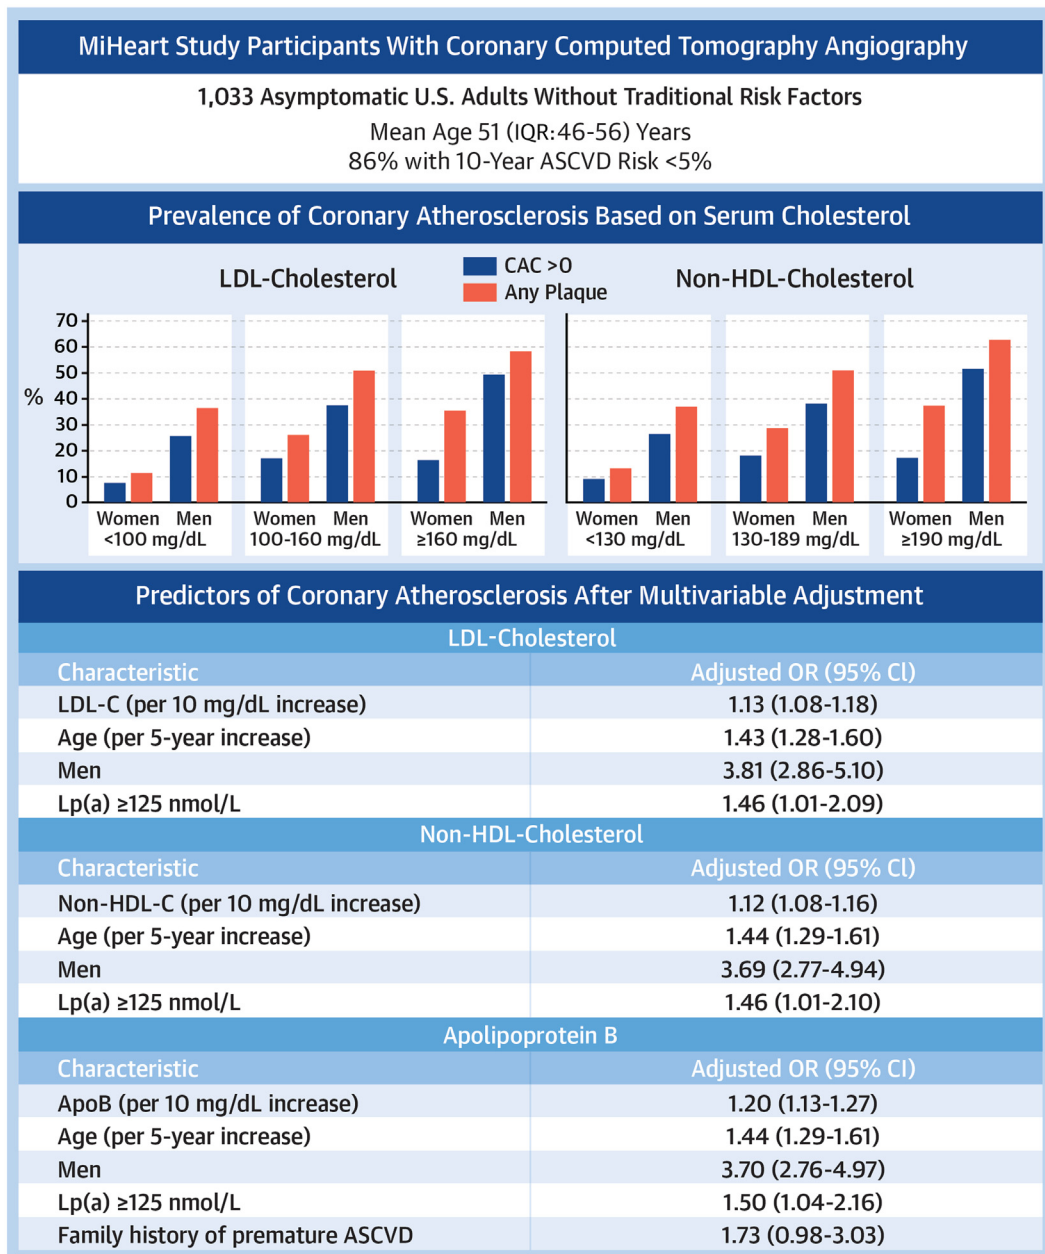 MiHeart Study Participants With Coronary Computed Tomography Angiography
1,033 Asymptomatic U.S. Adults Without Traditional Risk Factors
Mean Age 51 (IQR:46-56) Years
86% with 10-Year ASCVD Risk <5%
Prevalence of Coronary Atherosclerosis Based on Serum Cholesterol
LDL-Cholesterol
CAC >0
Any Plaque
Non-HDL-Cholesterol
%
70
60
50
40
30
20
10
0
Women Men
<100 mg/dL
Women Men
100-160 mg/dL
Women Men
≥160 mg/dL
Women Men
<130 mg/dL
Women Men
130-189 mg/dL
Women Men
≥190 mg/dL
Predictors of Coronary Atherosclerosis After Multivariable Adjustment
LDL-Cholesterol
Characteristic Adjusted OR (95% Cl)
LDL-C (per 10 mg/dL increase) 1.13 (1.08-1.18)
Age (per 5-year increase) 1.43 (1.28-1.60)
Men 3.81 (2.86-5.10)
Lp(a) ≥125 nmol/L 1.46 (1.01-2.09)
Non-HDL-Cholesterol
Characteristic Adjusted OR (95% Cl)
Non-HDL-C (per 10 mg/dL increase) 1.12 (1.08-1.16)
Age (per 5-year increase) 1.44 (1.29-1.61)
Men 3.69 (2.77-4.94)
Lp(a) ≥125 nmol/L 1.46 (1.01-2.10)
Apolipoprotein B
Characteristic Adjusted OR (95% CI)
ApoB (per 10 mg/dL increase) 1.20 (1.13-1.27)
Age (per 5-year increase) 1.44 (1.29-1.61)
Men 3.70 (2.76-4.97)
Lp(a) ≥125 nmol/L 1.50 (1.04-2.16)
Family history of premature ASCVD 1.73 (0.98-3.03)